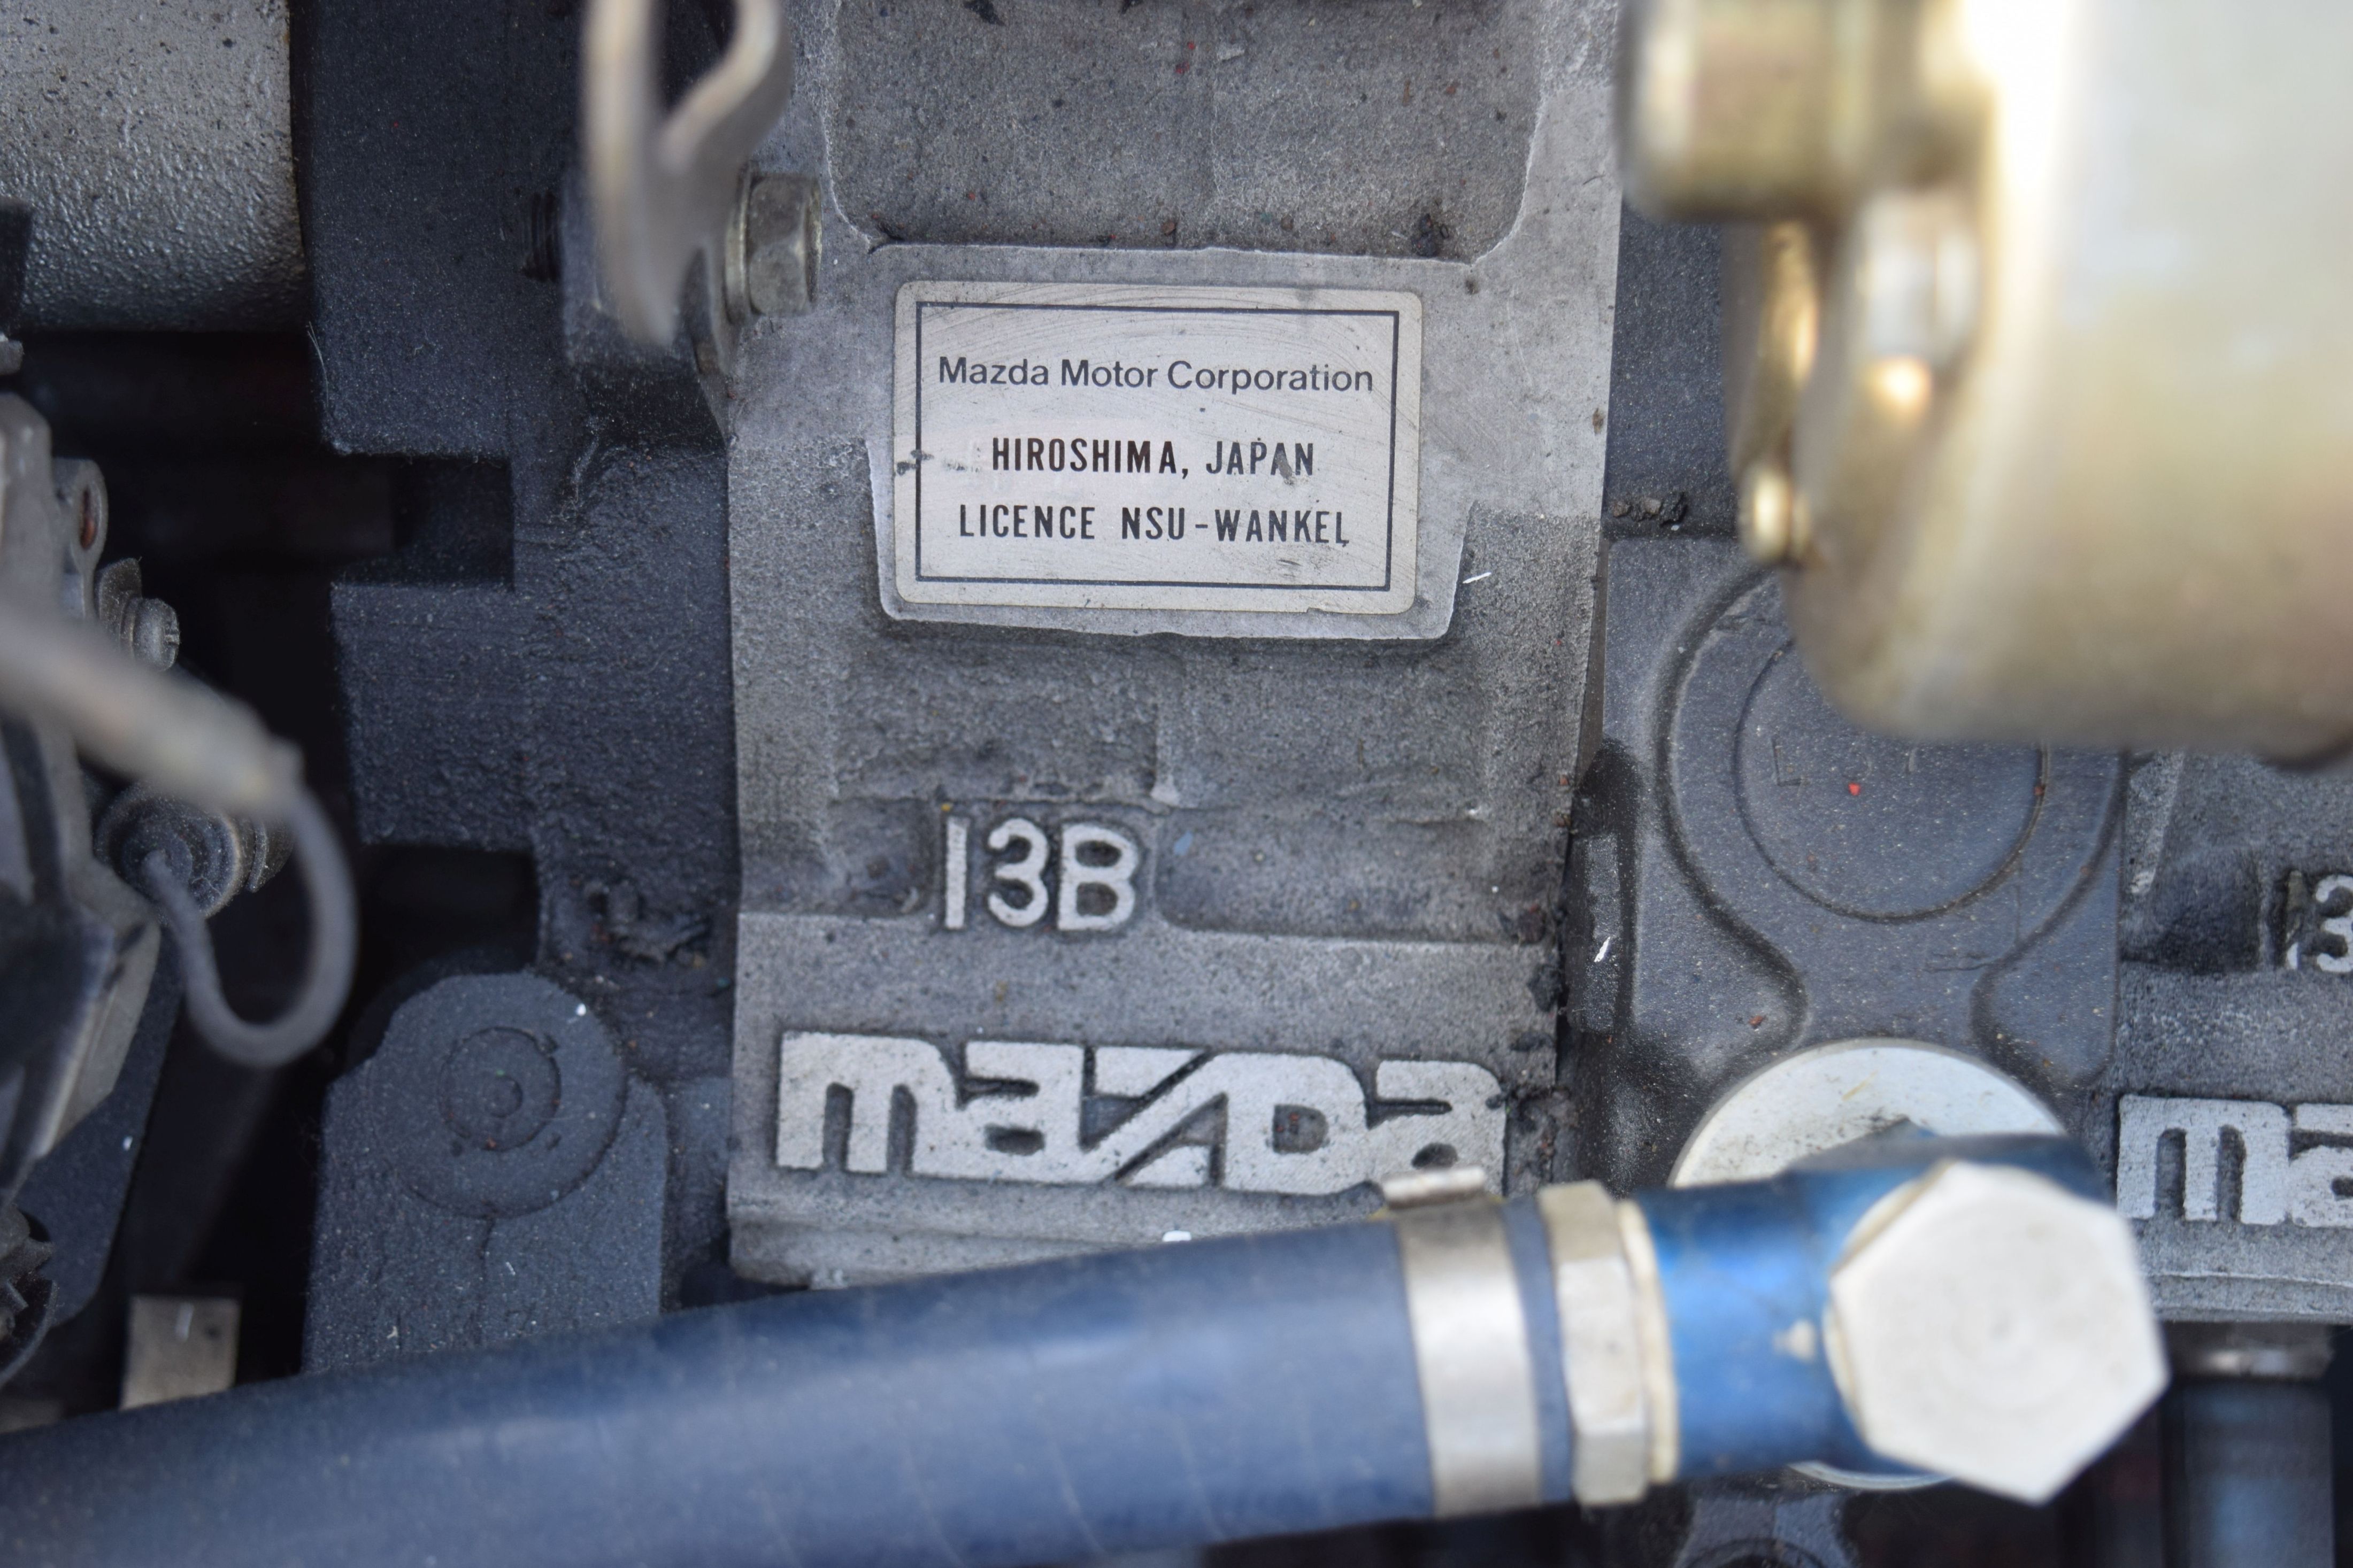 Mazda Motor Corporation
HIROSHIMA, JAPAN
LICENCE NSU-WANKEL
13B
mazda